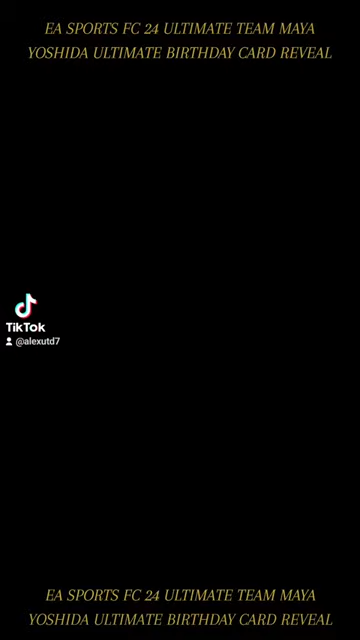 EA SPORTS FC 24 ULTIMATE TEAM MAYA
YOSHIDA ULTIMATE BIRTHDAY CARD REVEAL
TikTok
@alexutd7
EA SPORTS FC 24 ULTIMATE TEAM MAYA
YOSHIDA ULTIMATE BIRTHDAY CARD REVEAL